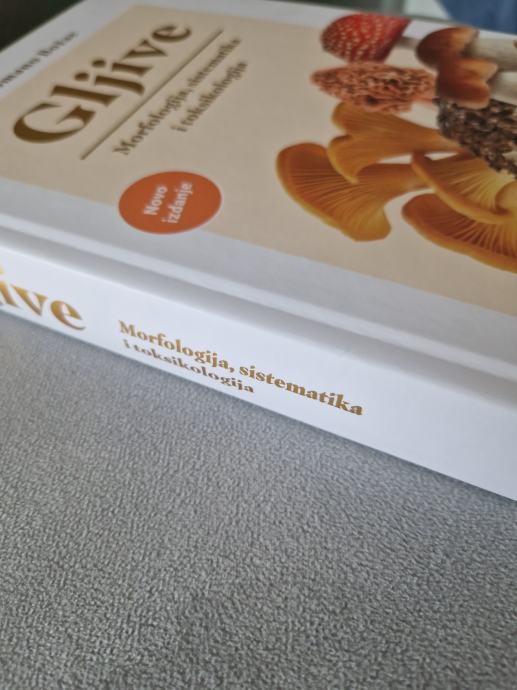 Gljive
Morfologija, sistematika
i toksikologija
Novo
izdanje
Morfologija, sistematika
i toksikologija